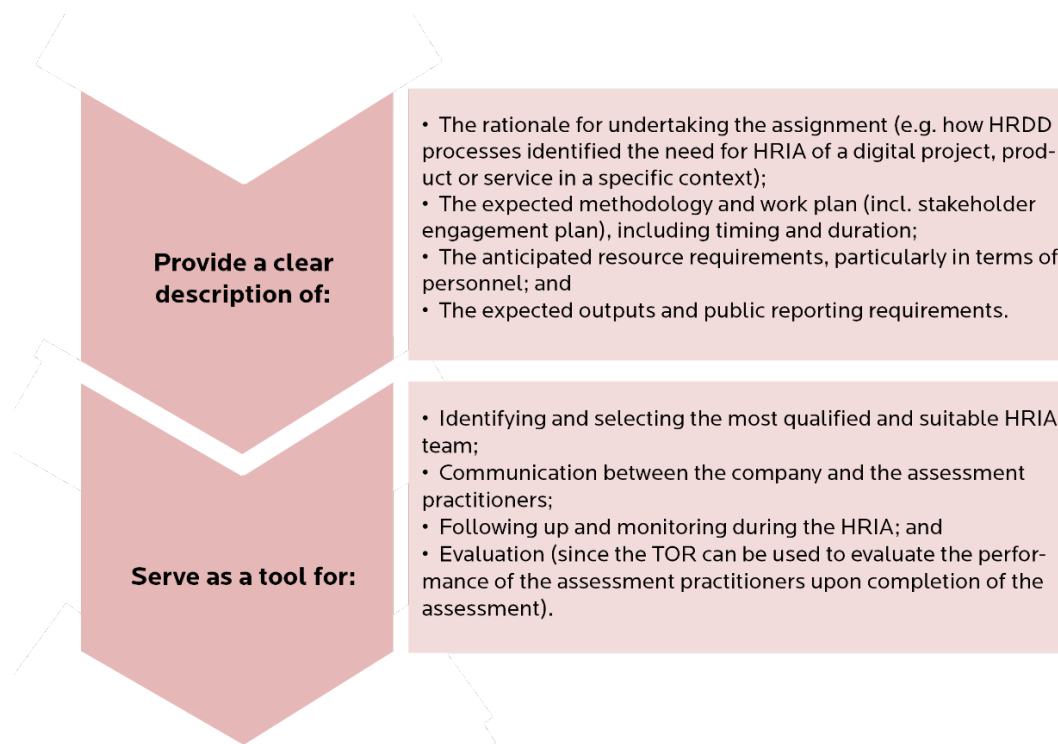 Provide a clear
description of:
• The rationale for undertaking the assignment (e.g. how HRDD
processes identified the need for HRIA of a digital project, prod-
uct or service in a specific context);
• The expected methodology and work plan (incl. stakeholder
engagement plan), including timing and duration;
• The anticipated resource requirements, particularly in terms of
personnel; and
• The expected outputs and public reporting requirements.
Serve as a tool for:
• Identifying and selecting the most qualified and suitable HRIA
team;
• Communication between the company and the assessment
practitioners;
• Following up and monitoring during the HRIA; and
• Evaluation (since the TOR can be used to evaluate the perfor-
mance of the assessment practitioners upon completion of the
assessment).